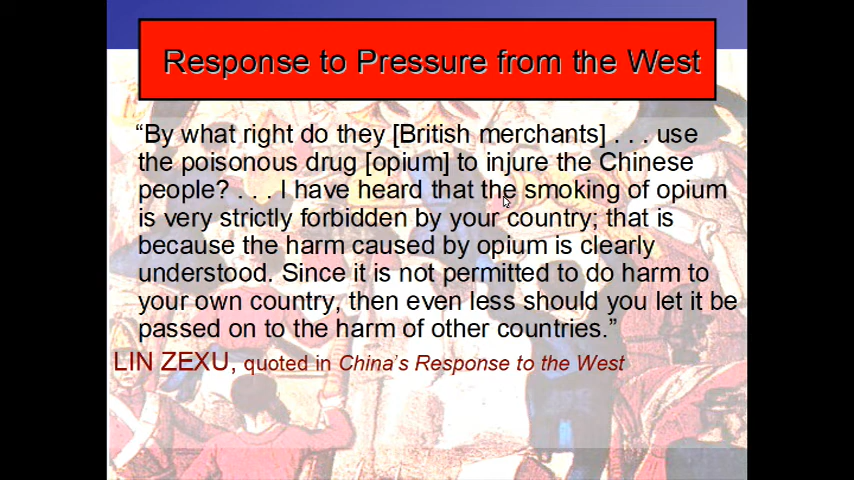 Response to Pressure from the West
“By what right do they [British merchants] . . . use
the poisonous drug [opium] to injure the Chinese
people? . . . I have heard that the smoking of opium
is very strictly forbidden by your country; that is
because the harm caused by opium is clearly
understood. Since it is not permitted to do harm to
your own country, then even less should you let it be
passed on to the harm of other countries.”
LIN ZEXU, quoted in China’s Response to the West